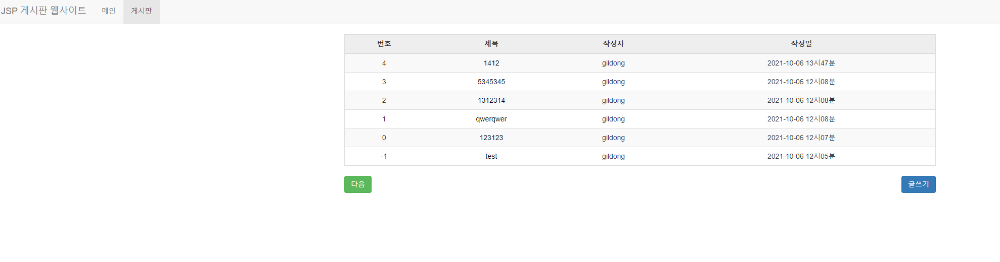 JSP 게시판 웹사이트 메인 게시판
번호 제목 작성자 작성일
4 1412 gildong 2021-10-06 13시47분
3 5345345 gildong 2021-10-06 12시08분
2 1312314 gildong 2021-10-06 12시08분
1 qwerqwer gildong 2021-10-06 12시08분
0 123123 gildong 2021-10-06 12시07분
-1 test gildong 2021-10-06 12시05분
다음 글쓰기